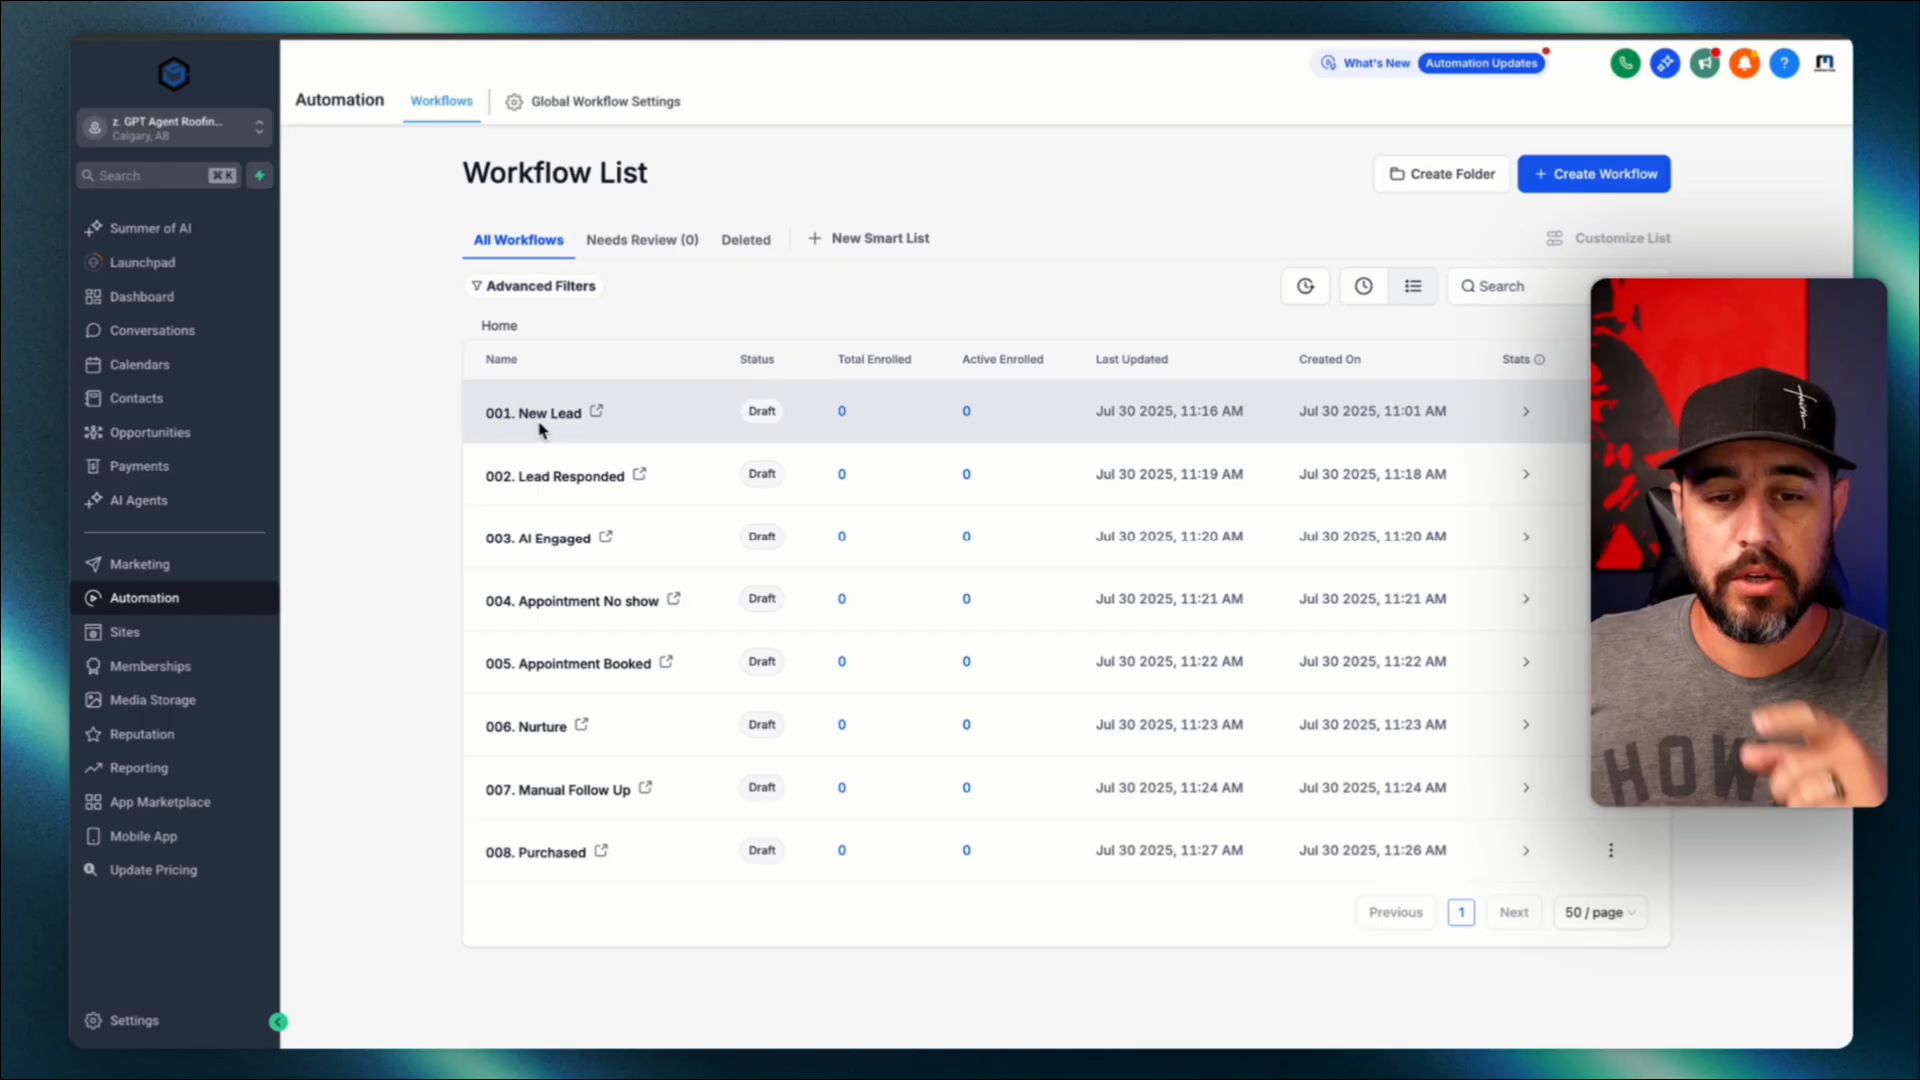 What's New
Automation Updates
z. GPT Agent Roofin...
Calgary, AB
Search
⌘ K
Summer of AI
Launchpad
Dashboard
Conversations
Calendars
Contacts
Opportunities
Payments
AI Agents
Marketing
Automation
Sites
Memberships
Media Storage
Reputation
Reporting
App Marketplace
Mobile App
Update Pricing
Settings
Automation
Workflows
Global Workflow Settings
Workflow List
Create Folder
+ Create Workflow
All Workflows
Needs Review (0)
Deleted
+ New Smart List
Customize List
Advanced Filters
Search
Home
Name Status Total Enrolled Active Enrolled Last Updated Created On Stats
001. New Lead Draft 0 0 Jul 30 2025, 11:16 AM Jul 30 2025, 11:01 AM
002. Lead Responded Draft 0 0 Jul 30 2025, 11:19 AM Jul 30 2025, 11:18 AM
003. AI Engaged Draft 0 0 Jul 30 2025, 11:20 AM Jul 30 2025, 11:20 AM
004. Appointment No show Draft 0 0 Jul 30 2025, 11:21 AM Jul 30 2025, 11:21 AM
005. Appointment Booked Draft 0 0 Jul 30 2025, 11:22 AM Jul 30 2025, 11:22 AM
006. Nurture Draft 0 0 Jul 30 2025, 11:23 AM Jul 30 2025, 11:23 AM
007. Manual Follow Up Draft 0 0 Jul 30 2025, 11:24 AM Jul 30 2025, 11:24 AM
008. Purchased Draft 0 0 Jul 30 2025, 11:27 AM Jul 30 2025, 11:26 AM
Previous 1 Next 50 / page